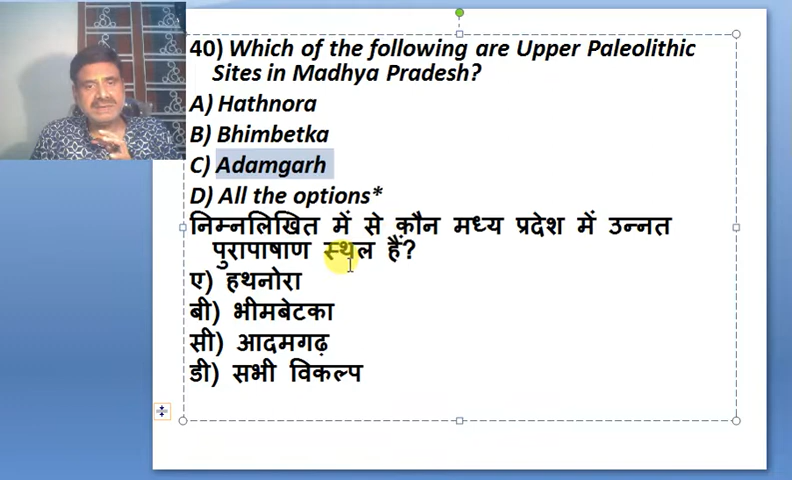 40) Which of the following are Upper Paleolithic
Sites in Madhya Pradesh?
A) Hathnora
B) Bhimbetka
C) Adamgarh
D) All the options*
निम्नलिखित में से कौन मध्य प्रदेश में उन्नत
पुरापाषाण स्थल हैं?
ए) हथनोरा
बी) भीमबेटका
सी) आदमगढ़
डी) सभी विकल्प